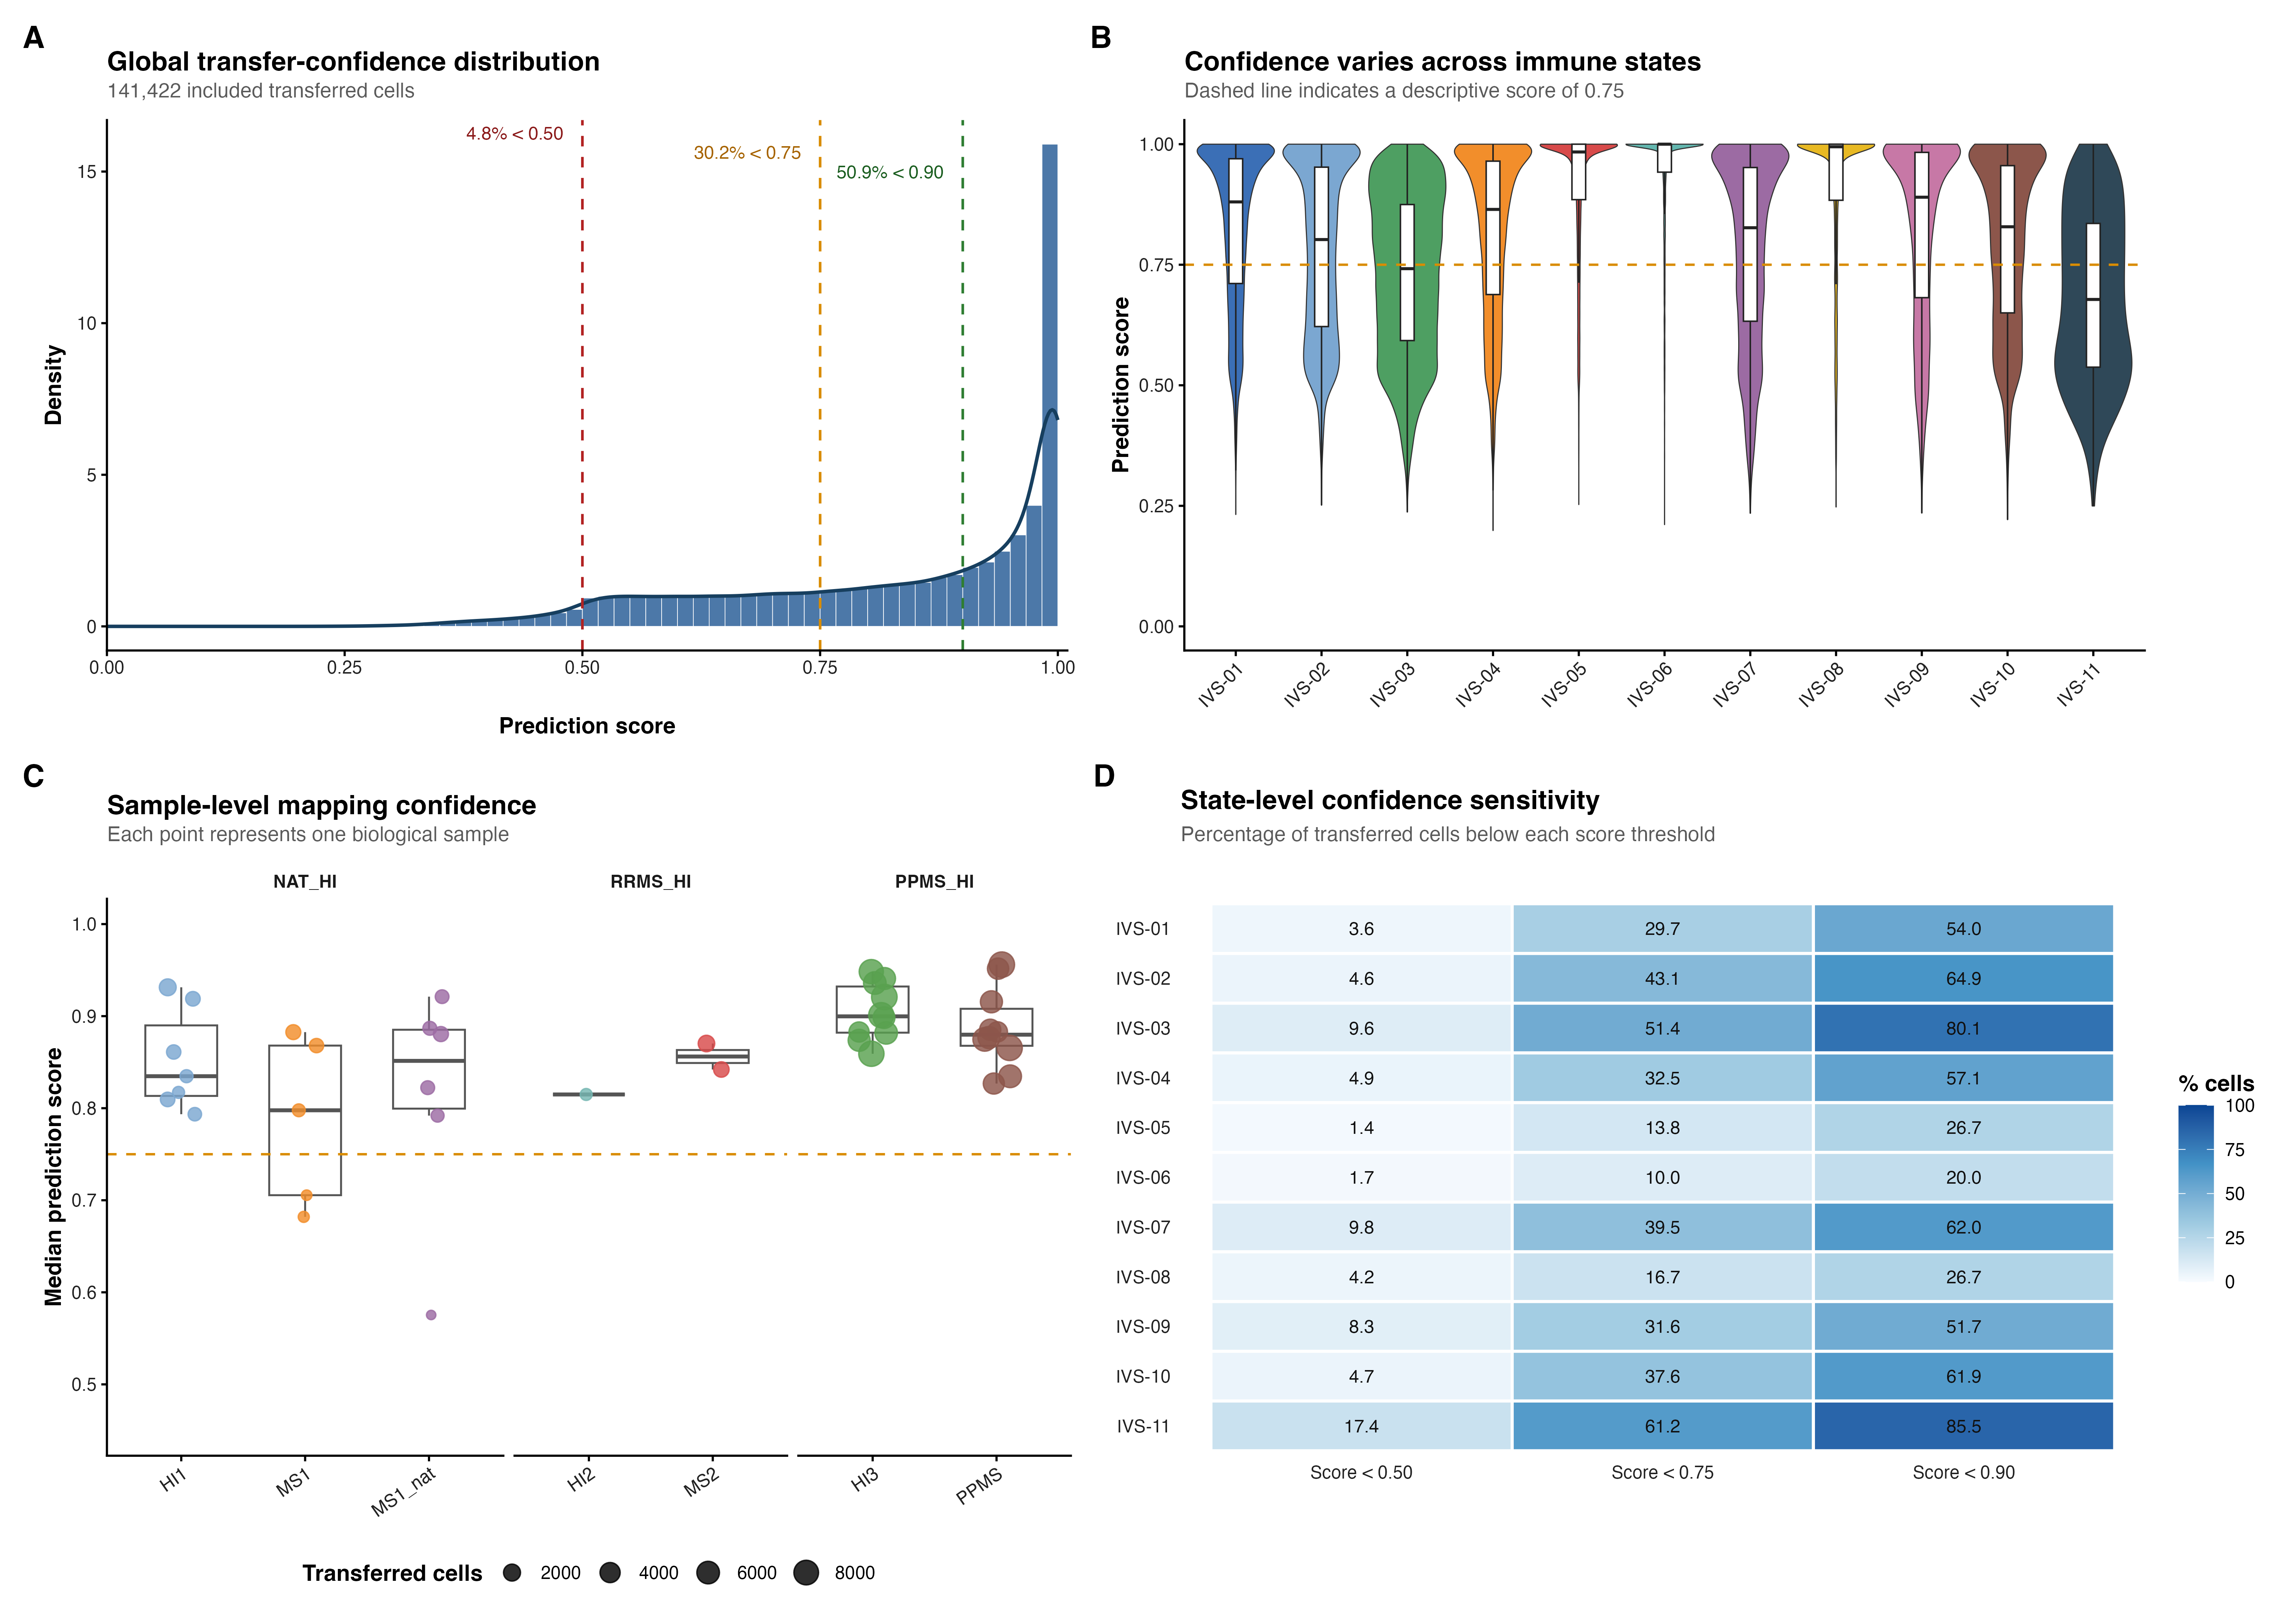 A
Global transfer-confidence distribution
141,422 included transferred cells
4.8% < 0.50
30.2% < 0.75
50.9% < 0.90
Density
15
10
5
0
0.00 0.25 0.50 0.75 1.00
Prediction score
B
Confidence varies across immune states
Dashed line indicates a descriptive score of 0.75
Prediction score
1.00
0.75
0.50
0.25
0.00
IVS-01 IVS-02 IVS-03 IVS-04 IVS-05 IVS-06 IVS-07 IVS-08 IVS-09 IVS-10 IVS-11
C
Sample-level mapping confidence
Each point represents one biological sample
NAT_HI RRMS_HI PPMS_HI
Median prediction score
1.0
0.9
0.8
0.7
0.6
0.5
HI1 MS1 MS1_nat HI2 MS2 HI3 PPMS
Transferred cells 2000 4000 6000 8000
D
State-level confidence sensitivity
Percentage of transferred cells below each score threshold
IVS-01 3.6 29.7 54.0
IVS-02 4.6 43.1 64.9
IVS-03 9.6 51.4 80.1
IVS-04 4.9 32.5 57.1
IVS-05 1.4 13.8 26.7
IVS-06 1.7 10.0 20.0
IVS-07 9.8 39.5 62.0
IVS-08 4.2 16.7 26.7
IVS-09 8.3 31.6 51.7
IVS-10 4.7 37.6 61.9
IVS-11 17.4 61.2 85.5
Score < 0.50 Score < 0.75 Score < 0.90
% cells
100
75
50
25
0